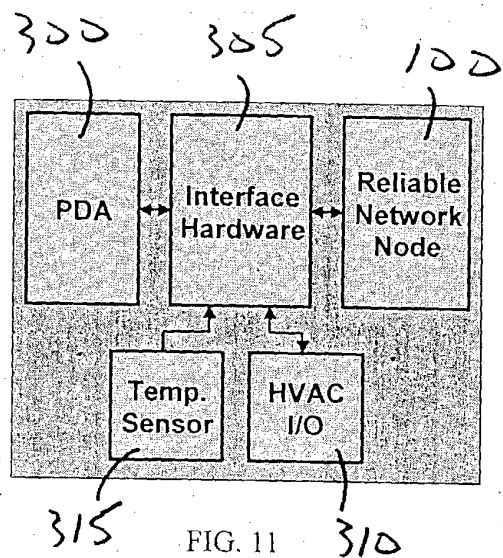 300 305 100
PDA
Interface
Hardware
Reliable
Network
Node
Temp.
Sensor
HVAC
I/O
315 FIG. 11 310